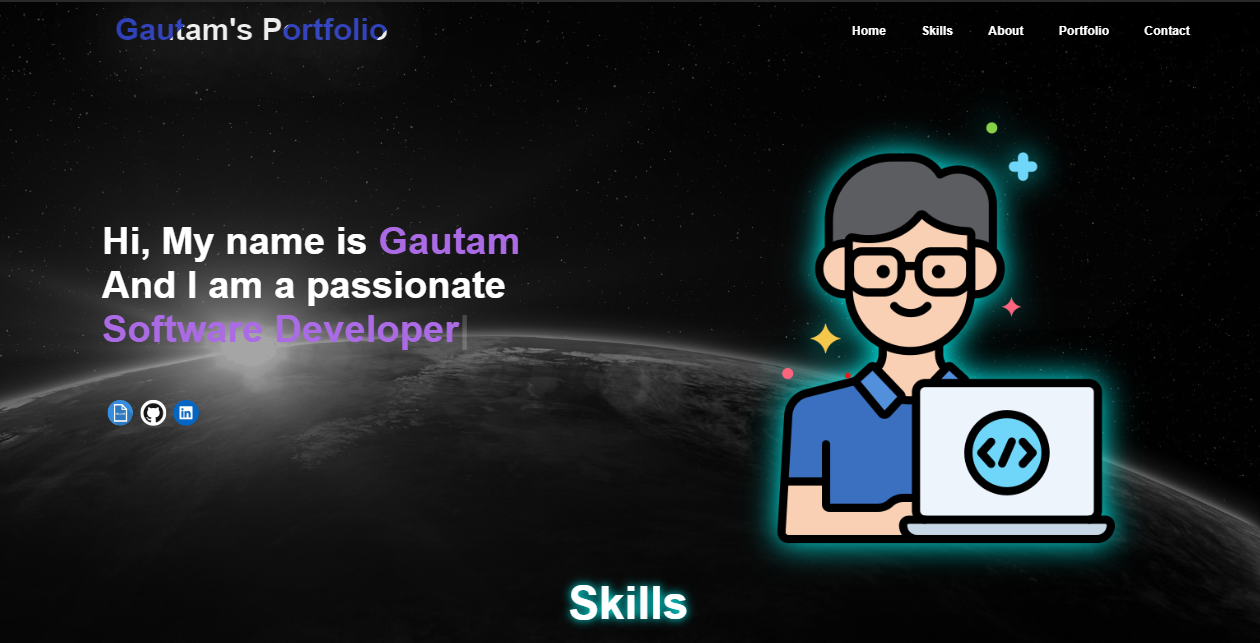 Gautam's Portfolio
Home Skills About Portfolio Contact
Hi, My name is Gautam
And I am a passionate
Software Developer
</>
Skills